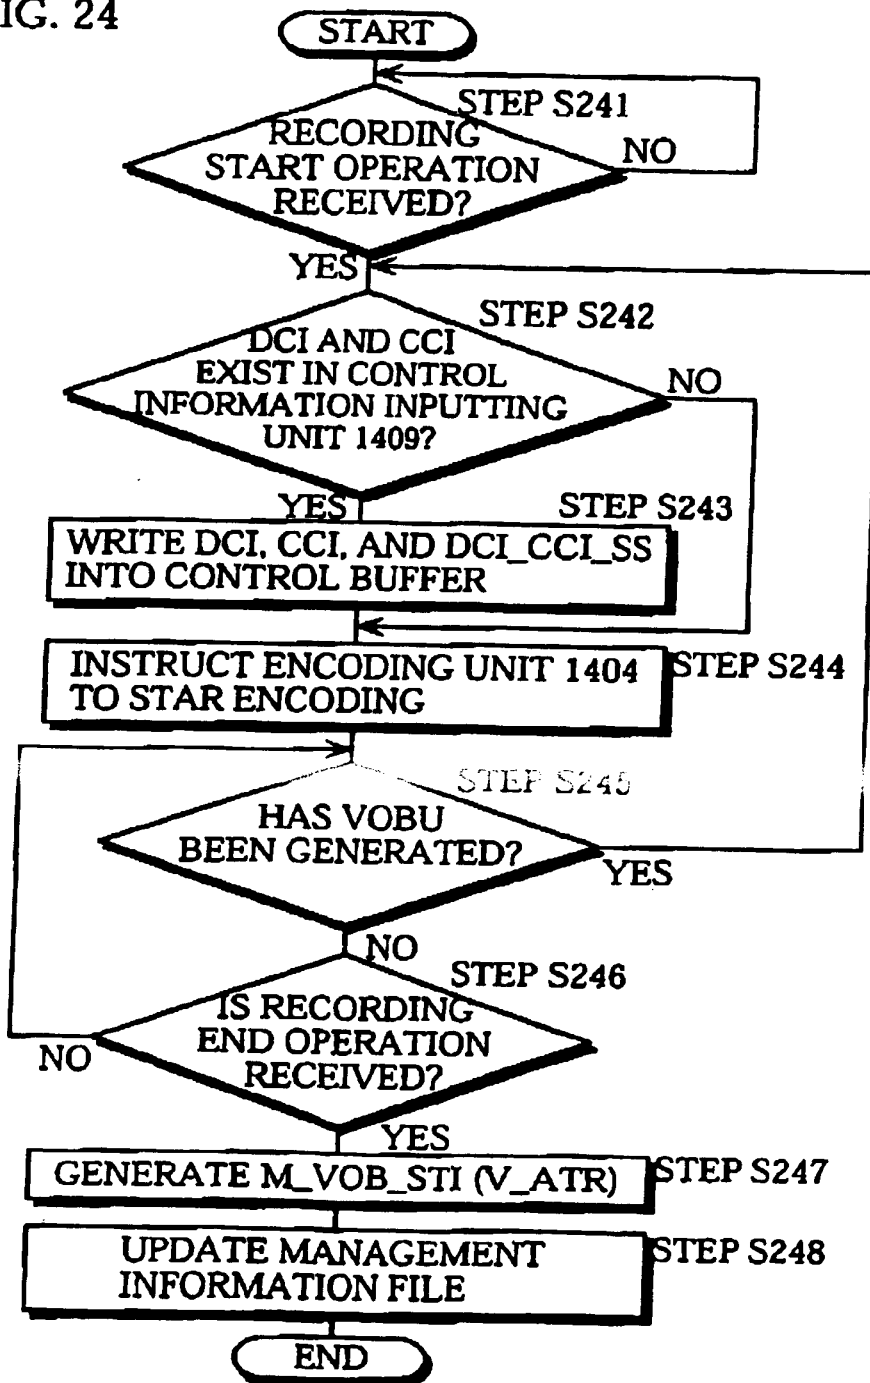 IG. 24
START
STEP S241
RECORDING
START OPERATION
RECEIVED?
NO
YES
STEP S242
DCI AND CCI
EXIST IN CONTROL
INFORMATION INPUTTING
UNIT 1409?
NO
YES
STEP S243
WRITE DCI, CCI, AND DCI_CCI_SS
INTO CONTROL BUFFER
INSTRUCT ENCODING UNIT 1404
TO STAR ENCODING
STEP S244
STEP S245
HAS VOBU
BEEN GENERATED?
YES
NO
STEP S246
IS RECORDING
END OPERATION
RECEIVED?
NO
YES
GENERATE M_VOB_STI (V_ATR)
STEP S247
UPDATE MANAGEMENT
INFORMATION FILE
STEP S248
END